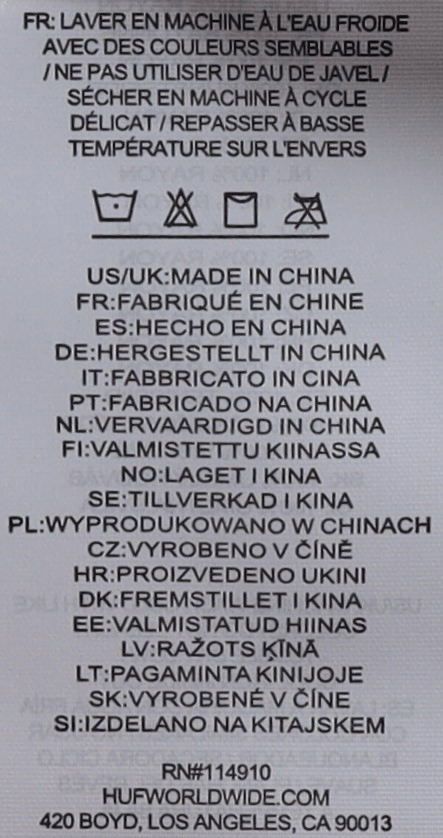 FR: LAVER EN MACHINE À L'EAU FROIDE
AVEC DES COULEURS SEMBLABLES
/ NE PAS UTILISER D'EAU DE JAVEL /
SÉCHER EN MACHINE À CYCLE
DÉLICAT / REPASSER À BASSE
TEMPÉRATURE SUR L'ENVERS
US/UK:MADE IN CHINA
FR:FABRIQUÉ EN CHINE
ES:HECHO EN CHINA
DE:HERGESTELLT IN CHINA
IT:FABBRICATO IN CINA
PT:FABRICADO NA CHINA
NL:VERVAARDIGD IN CHINA
FI:VALMISTETTU KIINASSA
NO:LAGET I KINA
SE:TILLVERKAD I KINA
PL:WYPRODUKOWANO W CHINACH
CZ:VYROBENO V ČÍNĚ
HR:PROIZVEDENO UKINI
DK:FREMSTILLET I KINA
EE:VALMISTATUD HIINAS
LV:RAŽOTS ĶĪNĀ
LT:PAGAMINTA KINIJOJE
SK:VYROBENÉ V ČÍNE
SI:IZDELANO NA KITAJSKEM
RN#114910
HUFWORLDWIDE.COM
420 BOYD, LOS ANGELES, CA 90013